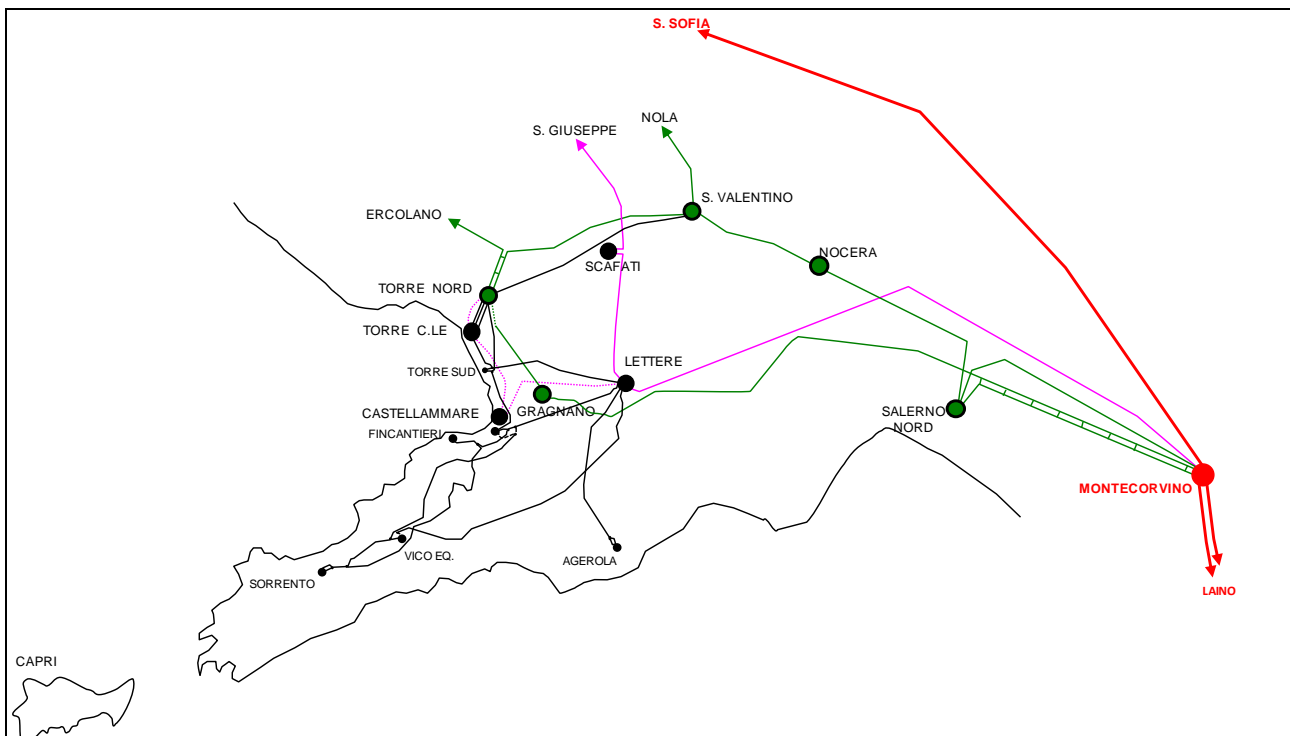 S. SOFIA
NOLA
S. GIUSEPPE
S. VALENTINO
ERCOLANO
NOCERA
SCAFATI
TORRE NORD
TORRE C.LE
LETTERE
TORRE SUD
GRAGNANO
CASTELLAMMARE
SALERNO
NORD
FINCANTIERI
MONTECORVINO
VICO EQ.
AGEROLA
SORRENTO
LAINO
CAPRI